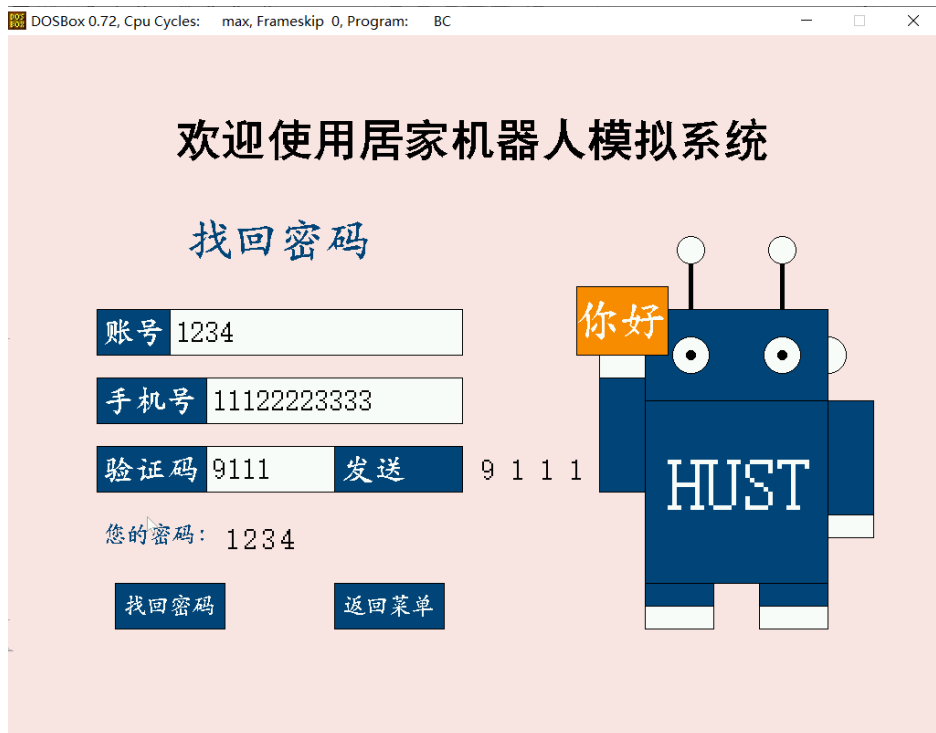 DOSBox 0.72, Cpu Cycles: max, Frameskip 0, Program: BC
欢迎使用居家机器人模拟系统
找回密码
你好
账号 1234
手机号 11122223333
验证码 9111 发送 9 1 1 1
HUST
您的密码: 1234
找回密码 返回菜单